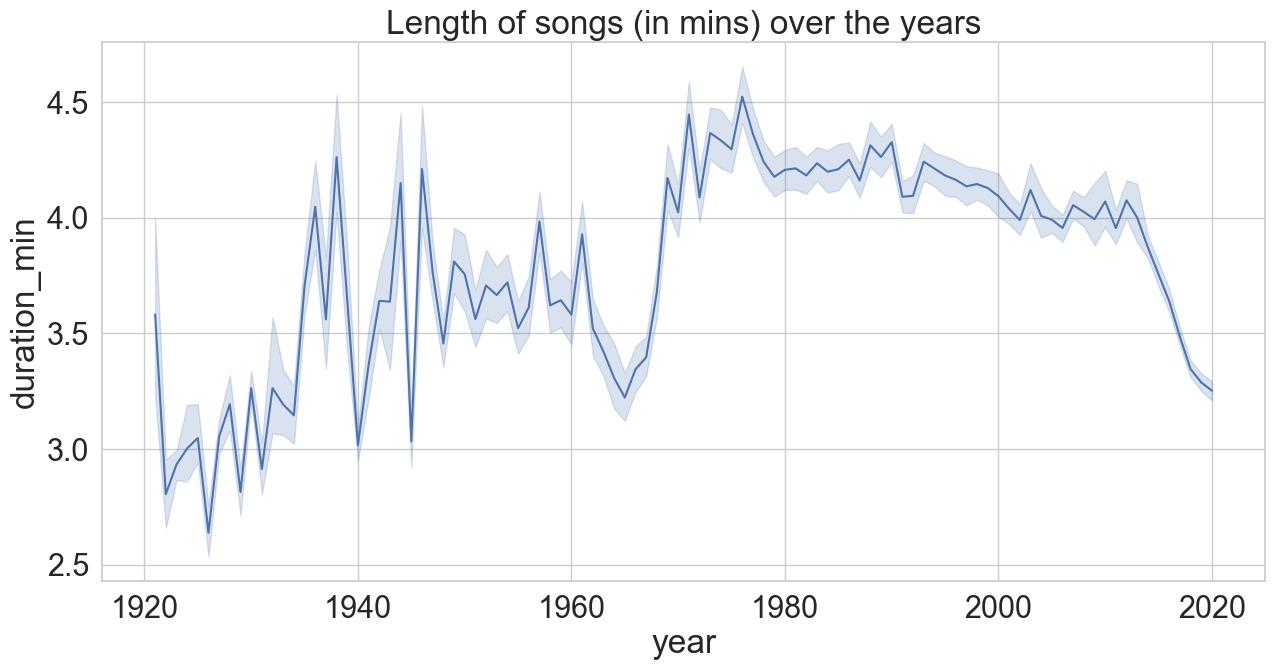 Length of songs (in mins) over the years
duration_min
4.5
4.0
3.5
3.0
2.5
1920 1940 1960 1980 2000 2020
year